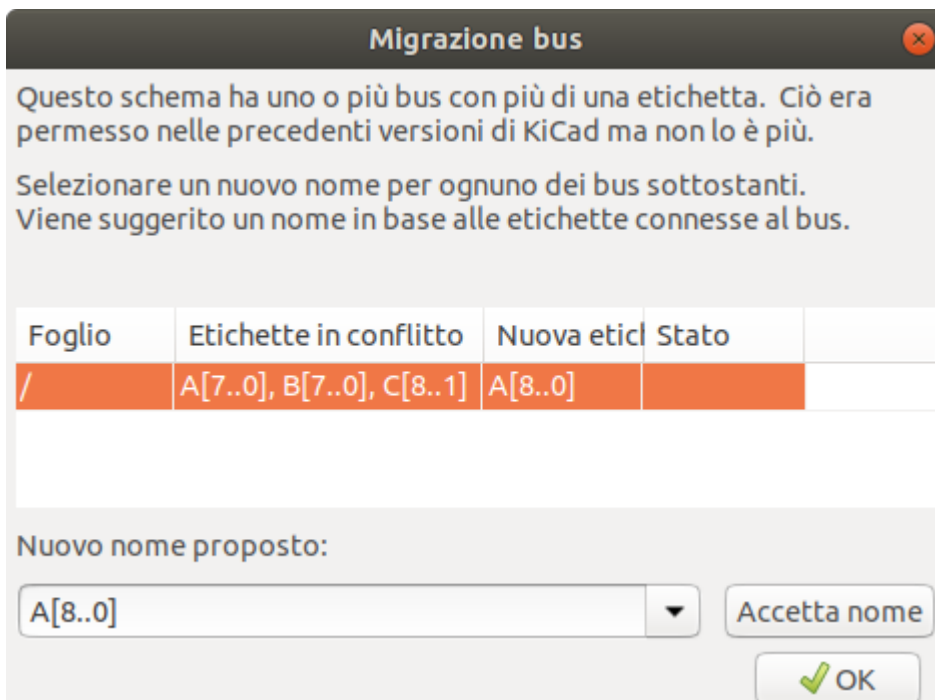 Migrazione bus
Questo schema ha uno o più bus con più di una etichetta.  Ciò era
permesso nelle precedenti versioni di KiCad ma non lo è più.
Selezionare un nuovo nome per ognuno dei bus sottostanti.
Viene suggerito un nome in base alle etichette connesse al bus.
Foglio Etichette in conflitto Nuova etich Stato
/ A[7..0], B[7..0], C[8..1] A[8..0]
Nuovo nome proposto:
A[8..0] Accetta nome
OK